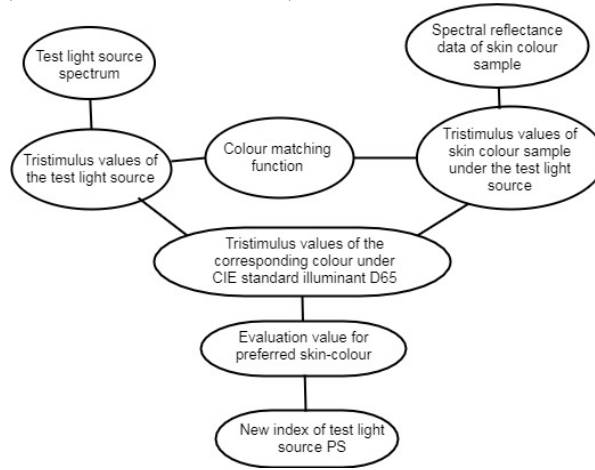 Test light source
spectrum
Spectral reflectance
data of skin colour
sample
Tristimulus values of
the test light source
Colour matching
function
Tristimulus values of
skin colour sample
under the test light
source
Tristimulus values of the
corresponding colour under
CIE standard illuminant D65
Evaluation value for
preferred skin-colour
New index of test light
source PS